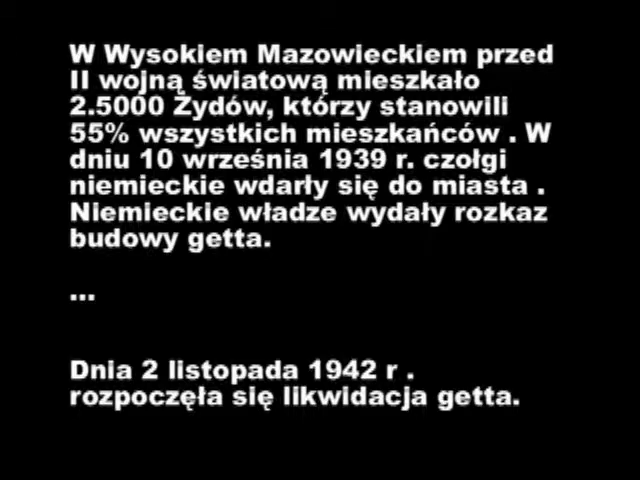 W Wysokiem Mazowieckiem przed
II wojną światową mieszkało
2.5000 Żydów, którzy stanowili
55% wszystkich mieszkańców . W
dniu 10 września 1939 r. czołgi
niemieckie wdarły się do miasta .
Niemieckie władze wydały rozkaz
budowy getta.
...
Dnia 2 listopada 1942 r .
rozpoczęła się likwidacja getta.